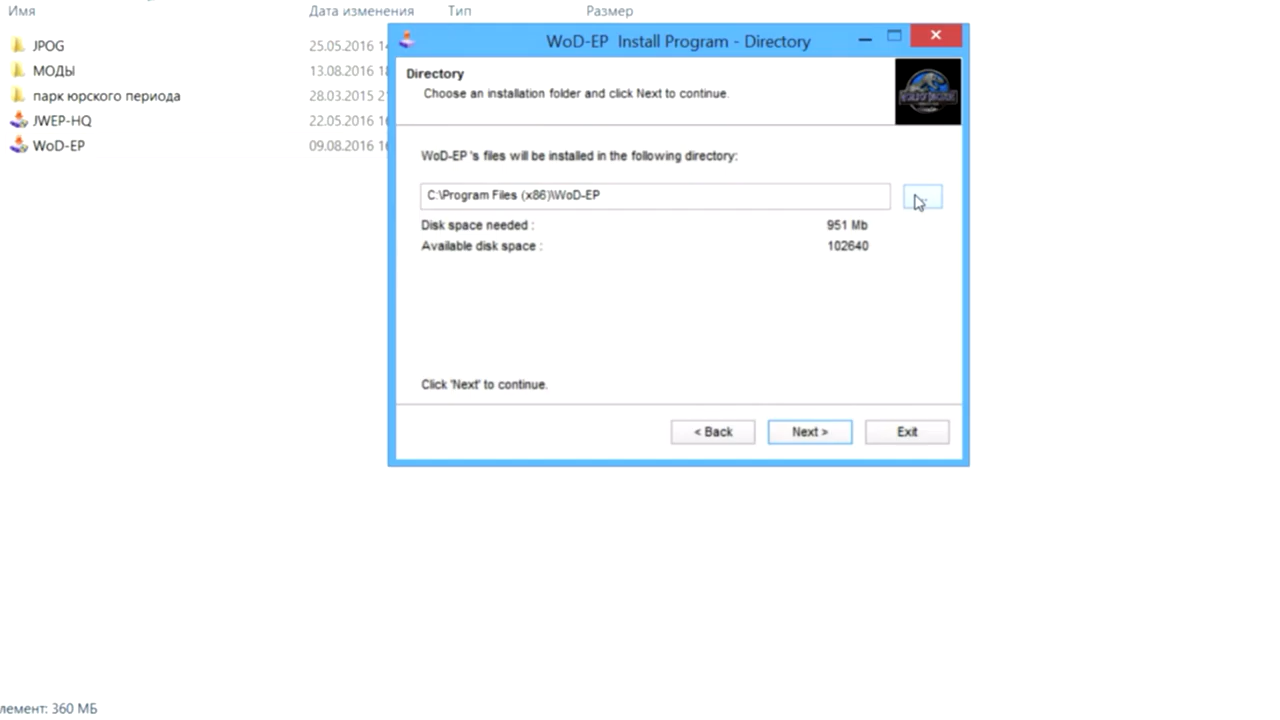 Имя Дата изменения Тип Размер
JPOG 25.05.2016
МОДЫ 13.08.2016
парк юрского периода 28.03.2015
JWEP-HQ 22.05.2016
WoD-EP 09.08.2016
WoD-EP Install Program - Directory
Directory
Choose an installation folder and click Next to continue.
WoD-EP 's files will be installed in the following directory:
C:\Program Files (x86)\WoD-EP
Disk space needed : 951 Mb
Available disk space : 102640
Click 'Next' to continue.
< Back Next > Exit
лемент: 360 МБ